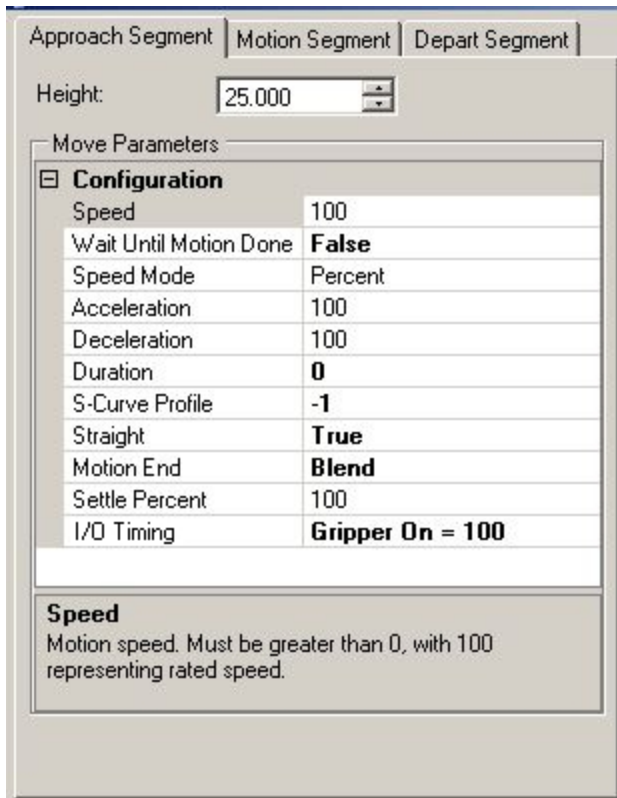 Approach Segment Motion Segment Depart Segment
Height: 25.000
Move Parameters
Configuration
Speed 100
Wait Until Motion Done False
Speed Mode Percent
Acceleration 100
Deceleration 100
Duration 0
S-Curve Profile -1
Straight True
Motion End Blend
Settle Percent 100
I/O Timing Gripper On = 100
Speed
Motion speed. Must be greater than 0, with 100
representing rated speed.